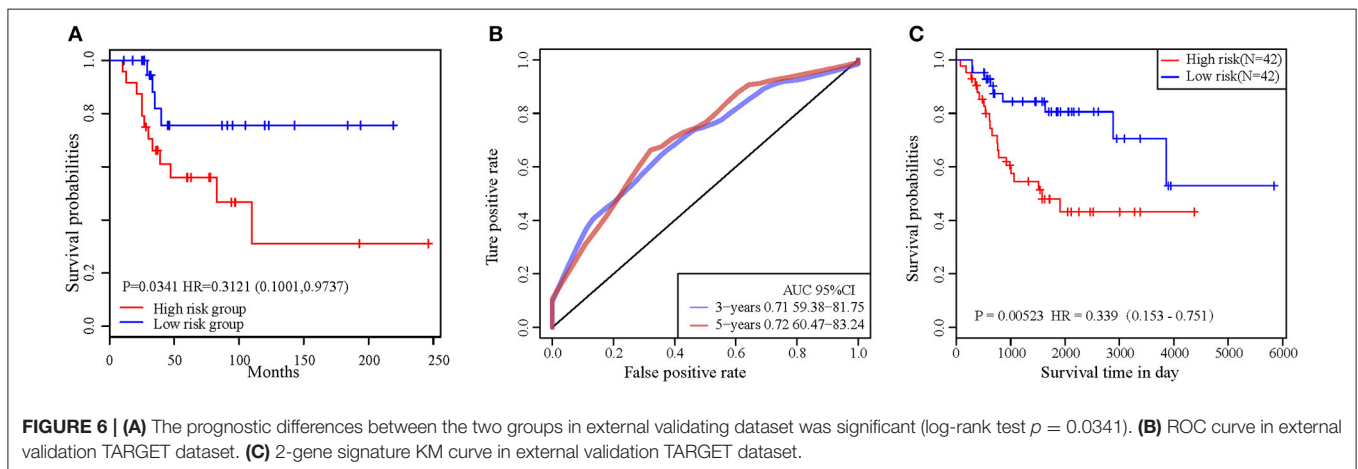 A
Survival probabilities
1.0
0.8
0.2
0.0
P=0.0341 HR=0.3121 (0.1001,0.9737)
High risk group
Low risk group
0 50 100 150 200 250
Months
B
Ture positive rate
1.0
0.8
0.6
0.4
0.2
0.0
AUC 95%CI
3−years 0.71 59.38−81.75
5−years 0.72 60.47−83.24
0.0 0.2 0.4 0.6 0.8 1.0
False positive rate
C
Survival probabilities
1.0
0.8
0.6
0.4
0.2
0.0
High risk(N=42)
Low risk(N=42)
P = 0.00523 HR = 0.339 (0.153 - 0.751)
0 1000 2000 3000 4000 5000 6000
Survival time in day
FIGURE 6 | (A) The prognostic differences between the two groups in external validating dataset was significant (log-rank test p = 0.0341). (B) ROC curve in external
validation TARGET dataset. (C) 2-gene signature KM curve in external validation TARGET dataset.